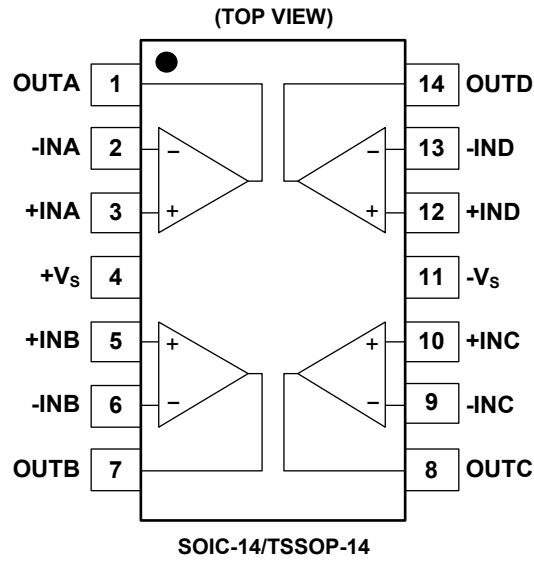 (TOP VIEW)
OUTA 1 14 OUTD
-INA 2 − − 13 -IND
+INA 3 + + 12 +IND
+VS 4 11 -VS
+INB 5 + + 10 +INC
-INB 6 − − 9 -INC
OUTB 7 8 OUTC
SOIC-14/TSSOP-14